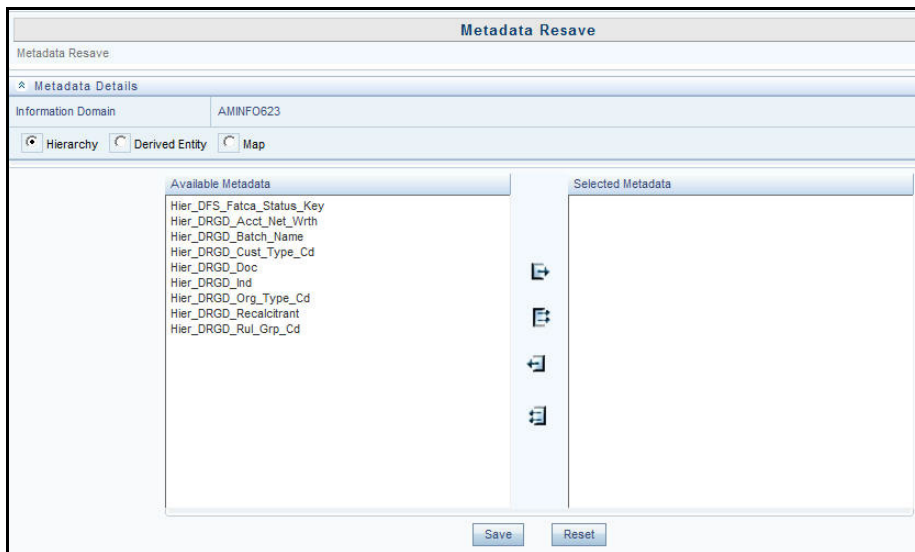 Metadata Resave
Metadata Resave
Metadata Details
Information Domain AMINFO623
Hierarchy Derived Entity Map
Available Metadata Selected Metadata
Hier_DFS_Fatca_Status_Key
Hier_DRGD_Acct_Net_Wrth
Hier_DRGD_Batch_Name
Hier_DRGD_Cust_Type_Cd
Hier_DRGD_Doc
Hier_DRGD_Ind
Hier_DRGD_Org_Type_Cd
Hier_DRGD_Recalcitrant
Hier_DRGD_Rul_Grp_Cd
Save Reset